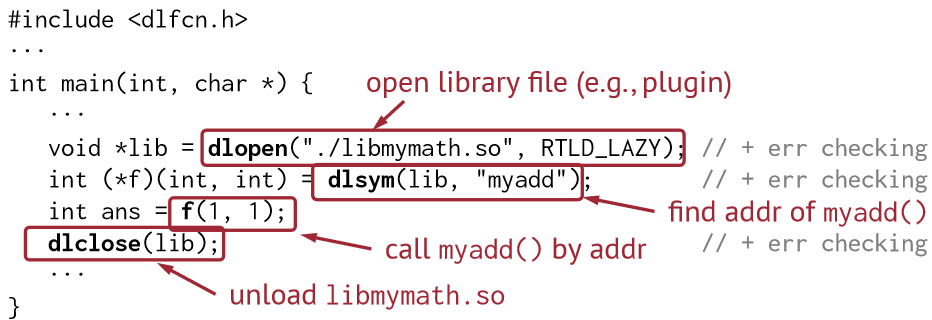 #include <dlfcn.h>
...
int main(int, char *) {
open library file (e.g., plugin)
...
void *lib = dlopen("./libmymath.so", RTLD_LAZY); // + err checking
int (*f)(int, int) = dlsym(lib, "myadd"); // + err checking
int ans = f(1, 1);
find addr of myadd()
dlclose(lib); // + err checking
call myadd() by addr
...
unload libmymath.so
}